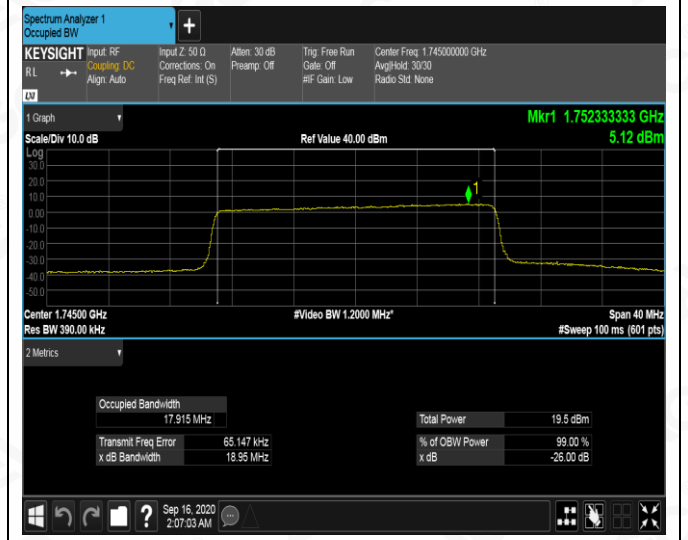 Spectrum Analyzer 1
Occupied BW
+
KEYSIGHT Input: RF Input Z: 50 Ω Atten: 30 dB Trig: Free Run Center Freq: 1.745000000 GHz
RL Coupling: DC Corrections: On Preamp: Off Gate: Off Avg|Hold: 30/30
Align: Auto Freq Ref: Int (S) #IF Gain: Low Radio Std: None
LXI
1 Graph Mkr1 1.752333333 GHz
Scale/Div 10.0 dB Ref Value 40.00 dBm 5.12 dBm
Log
30.0
20.0
10.0
0.00
-10.0
-20.0
-30.0
-40.0
-50.0
1
Center 1.74500 GHz #Video BW 1.2000 MHz* Span 40 MHz
Res BW 390.00 kHz #Sweep 100 ms (601 pts)
2 Metrics
Occupied Bandwidth
17.915 MHz Total Power 19.5 dBm
Transmit Freq Error 65.147 kHz % of OBW Power 99.00 %
x dB Bandwidth 18.95 MHz x dB -26.00 dB
? Sep 16, 2020
2:07:03 AM